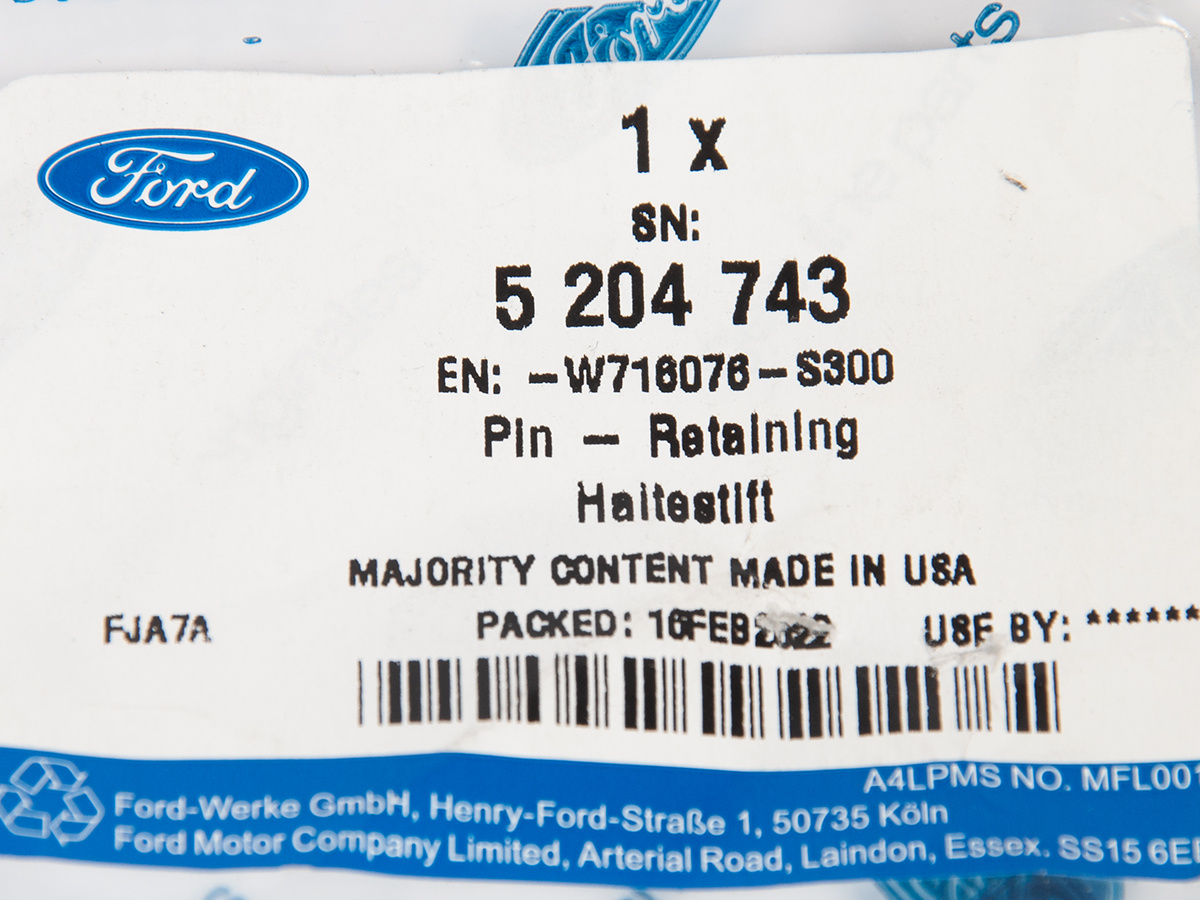 Ford
1 x
SN:
5 204 743
EN: -W716076-S300
Pin - Retaining
Haltestift
MAJORITY CONTENT MADE IN USA
FJA7A PACKED: 16FEB2022 USE BY: *******
A4LPMS NO. MFL001
Ford-Werke GmbH, Henry-Ford-Straße 1, 50735 Köln
Ford Motor Company Limited, Arterial Road, Laindon, Essex. SS15 6EE